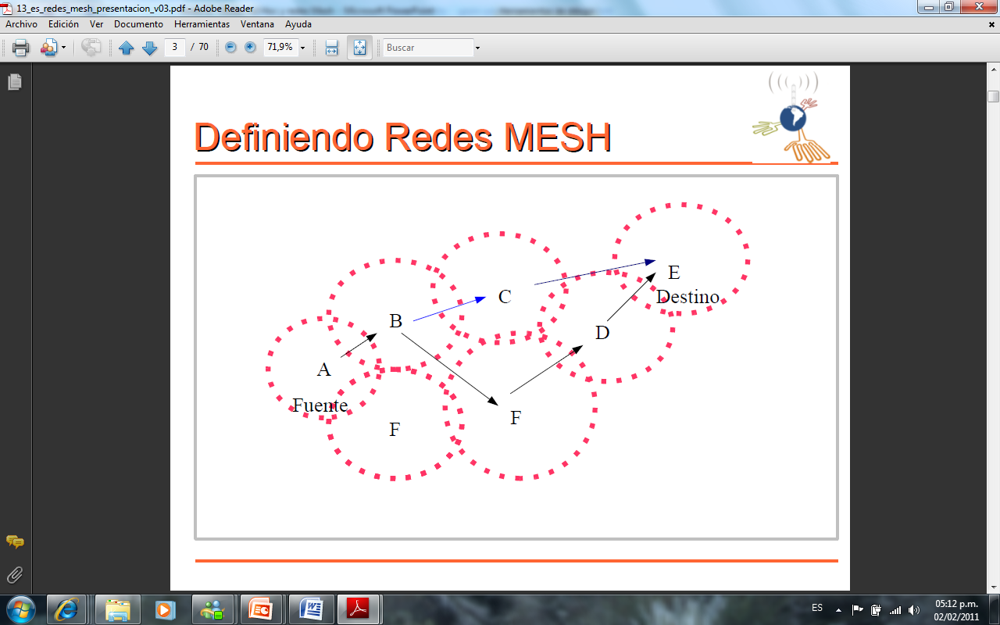 13_es_redes_mesh_presentacion_v03.pdf - Adobe Reader
Archivo Edición Ver Documento Herramientas Ventana Ayuda
3 / 70 71,9% Buscar
Definiendo Redes MESH
E
Destino
C
B
D
A
Fuente
F
F
ES 05:12 p.m.
02/02/2011